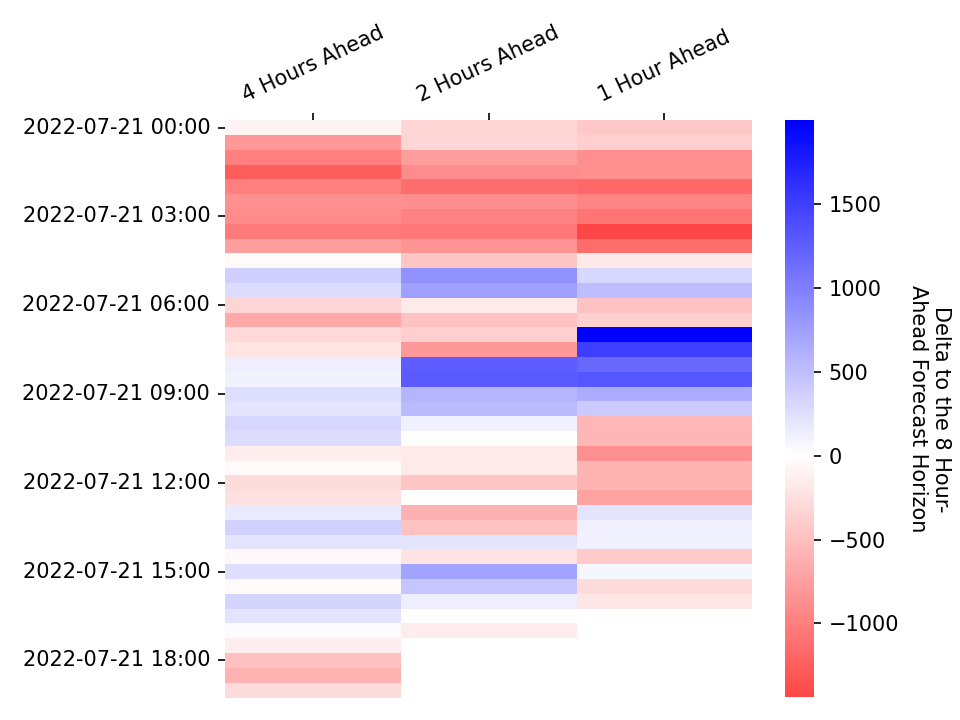 4 Hours Ahead
2 Hours Ahead
1 Hour Ahead
2022-07-21 00:00
2022-07-21 03:00
2022-07-21 06:00
2022-07-21 09:00
2022-07-21 12:00
2022-07-21 15:00
2022-07-21 18:00
1500
1000
500
0
−500
−1000
Delta to the 8 Hour-
Ahead Forecast Horizon